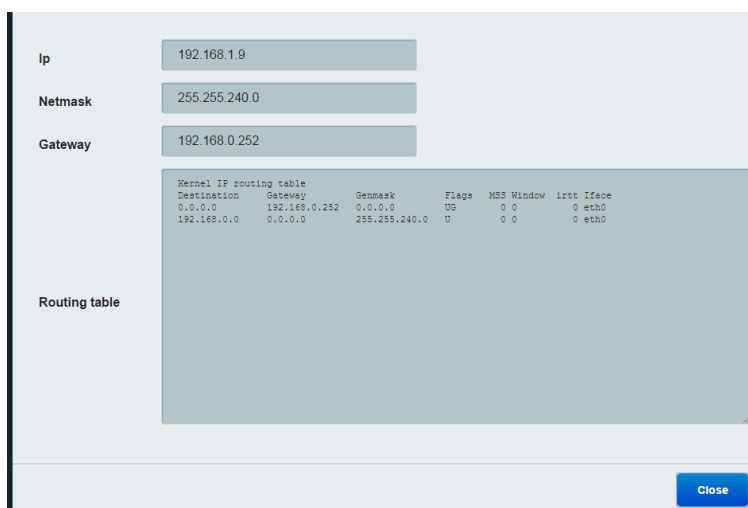 Ip
192.168.1.9
Netmask
255.255.240.0
Gateway
192.168.0.252
Routing table
Kernel IP routing table
Destination Gateway Genmask Flags MSS Window irtt Iface
0.0.0.0 192.168.0.252 0.0.0.0 UG 0 0 0 eth0
192.168.0.0 0.0.0.0 255.255.240.0 U 0 0 0 eth0
Close